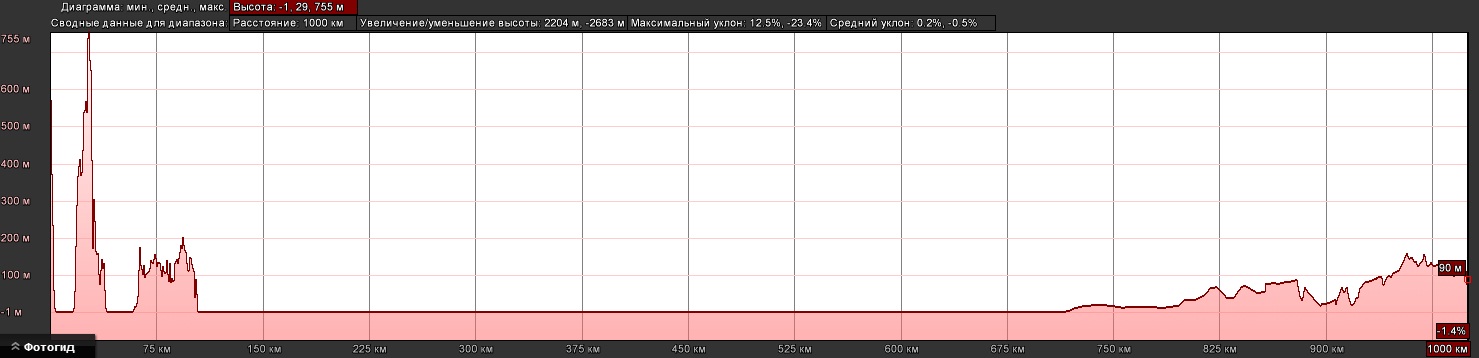 Диаграмма: мин., средн., макс. Высота: -1, 29, 755 м
Сводные данные для диапазона: Расстояние: 1000 км Увеличение/уменьшение высоты: 2204 м, -2683 м Максимальный уклон: 12.5%, -23.4% Средний уклон: 0.2%, -0.5%
755 м
600 м
500 м
400 м
300 м
200 м
100 м
-1 м
90 м
-1.4%
Фотогид
75 км 150 км 225 км 300 км 375 км 450 км 525 км 600 км 675 км 750 км 825 км 900 км 1000 км